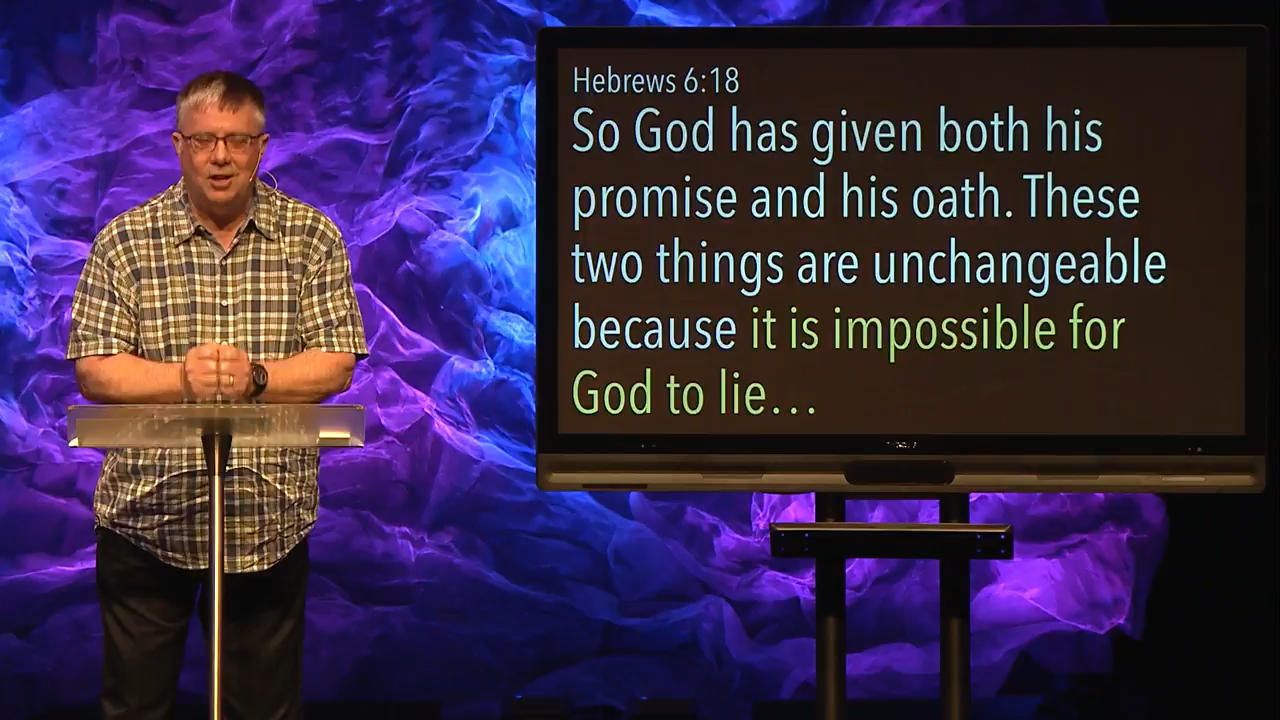 Hebrews 6:18
So God has given both his
promise and his oath. These
two things are unchangeable
because it is impossible for
God to lie…